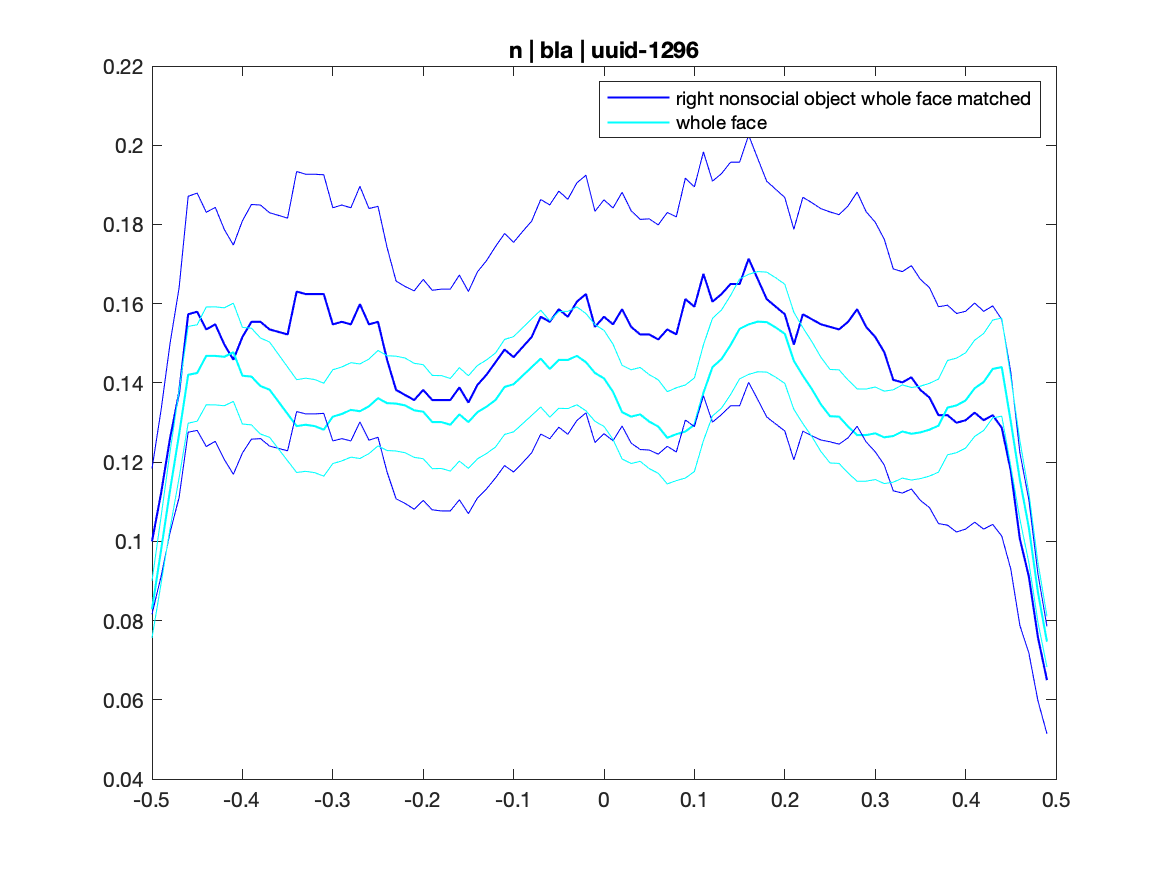 n | bla | uuid-1296
right nonsocial object whole face matched
whole face
0.22
0.2
0.18
0.16
0.14
0.12
0.1
0.08
0.06
0.04
-0.5 -0.4 -0.3 -0.2 -0.1 0 0.1 0.2 0.3 0.4 0.5